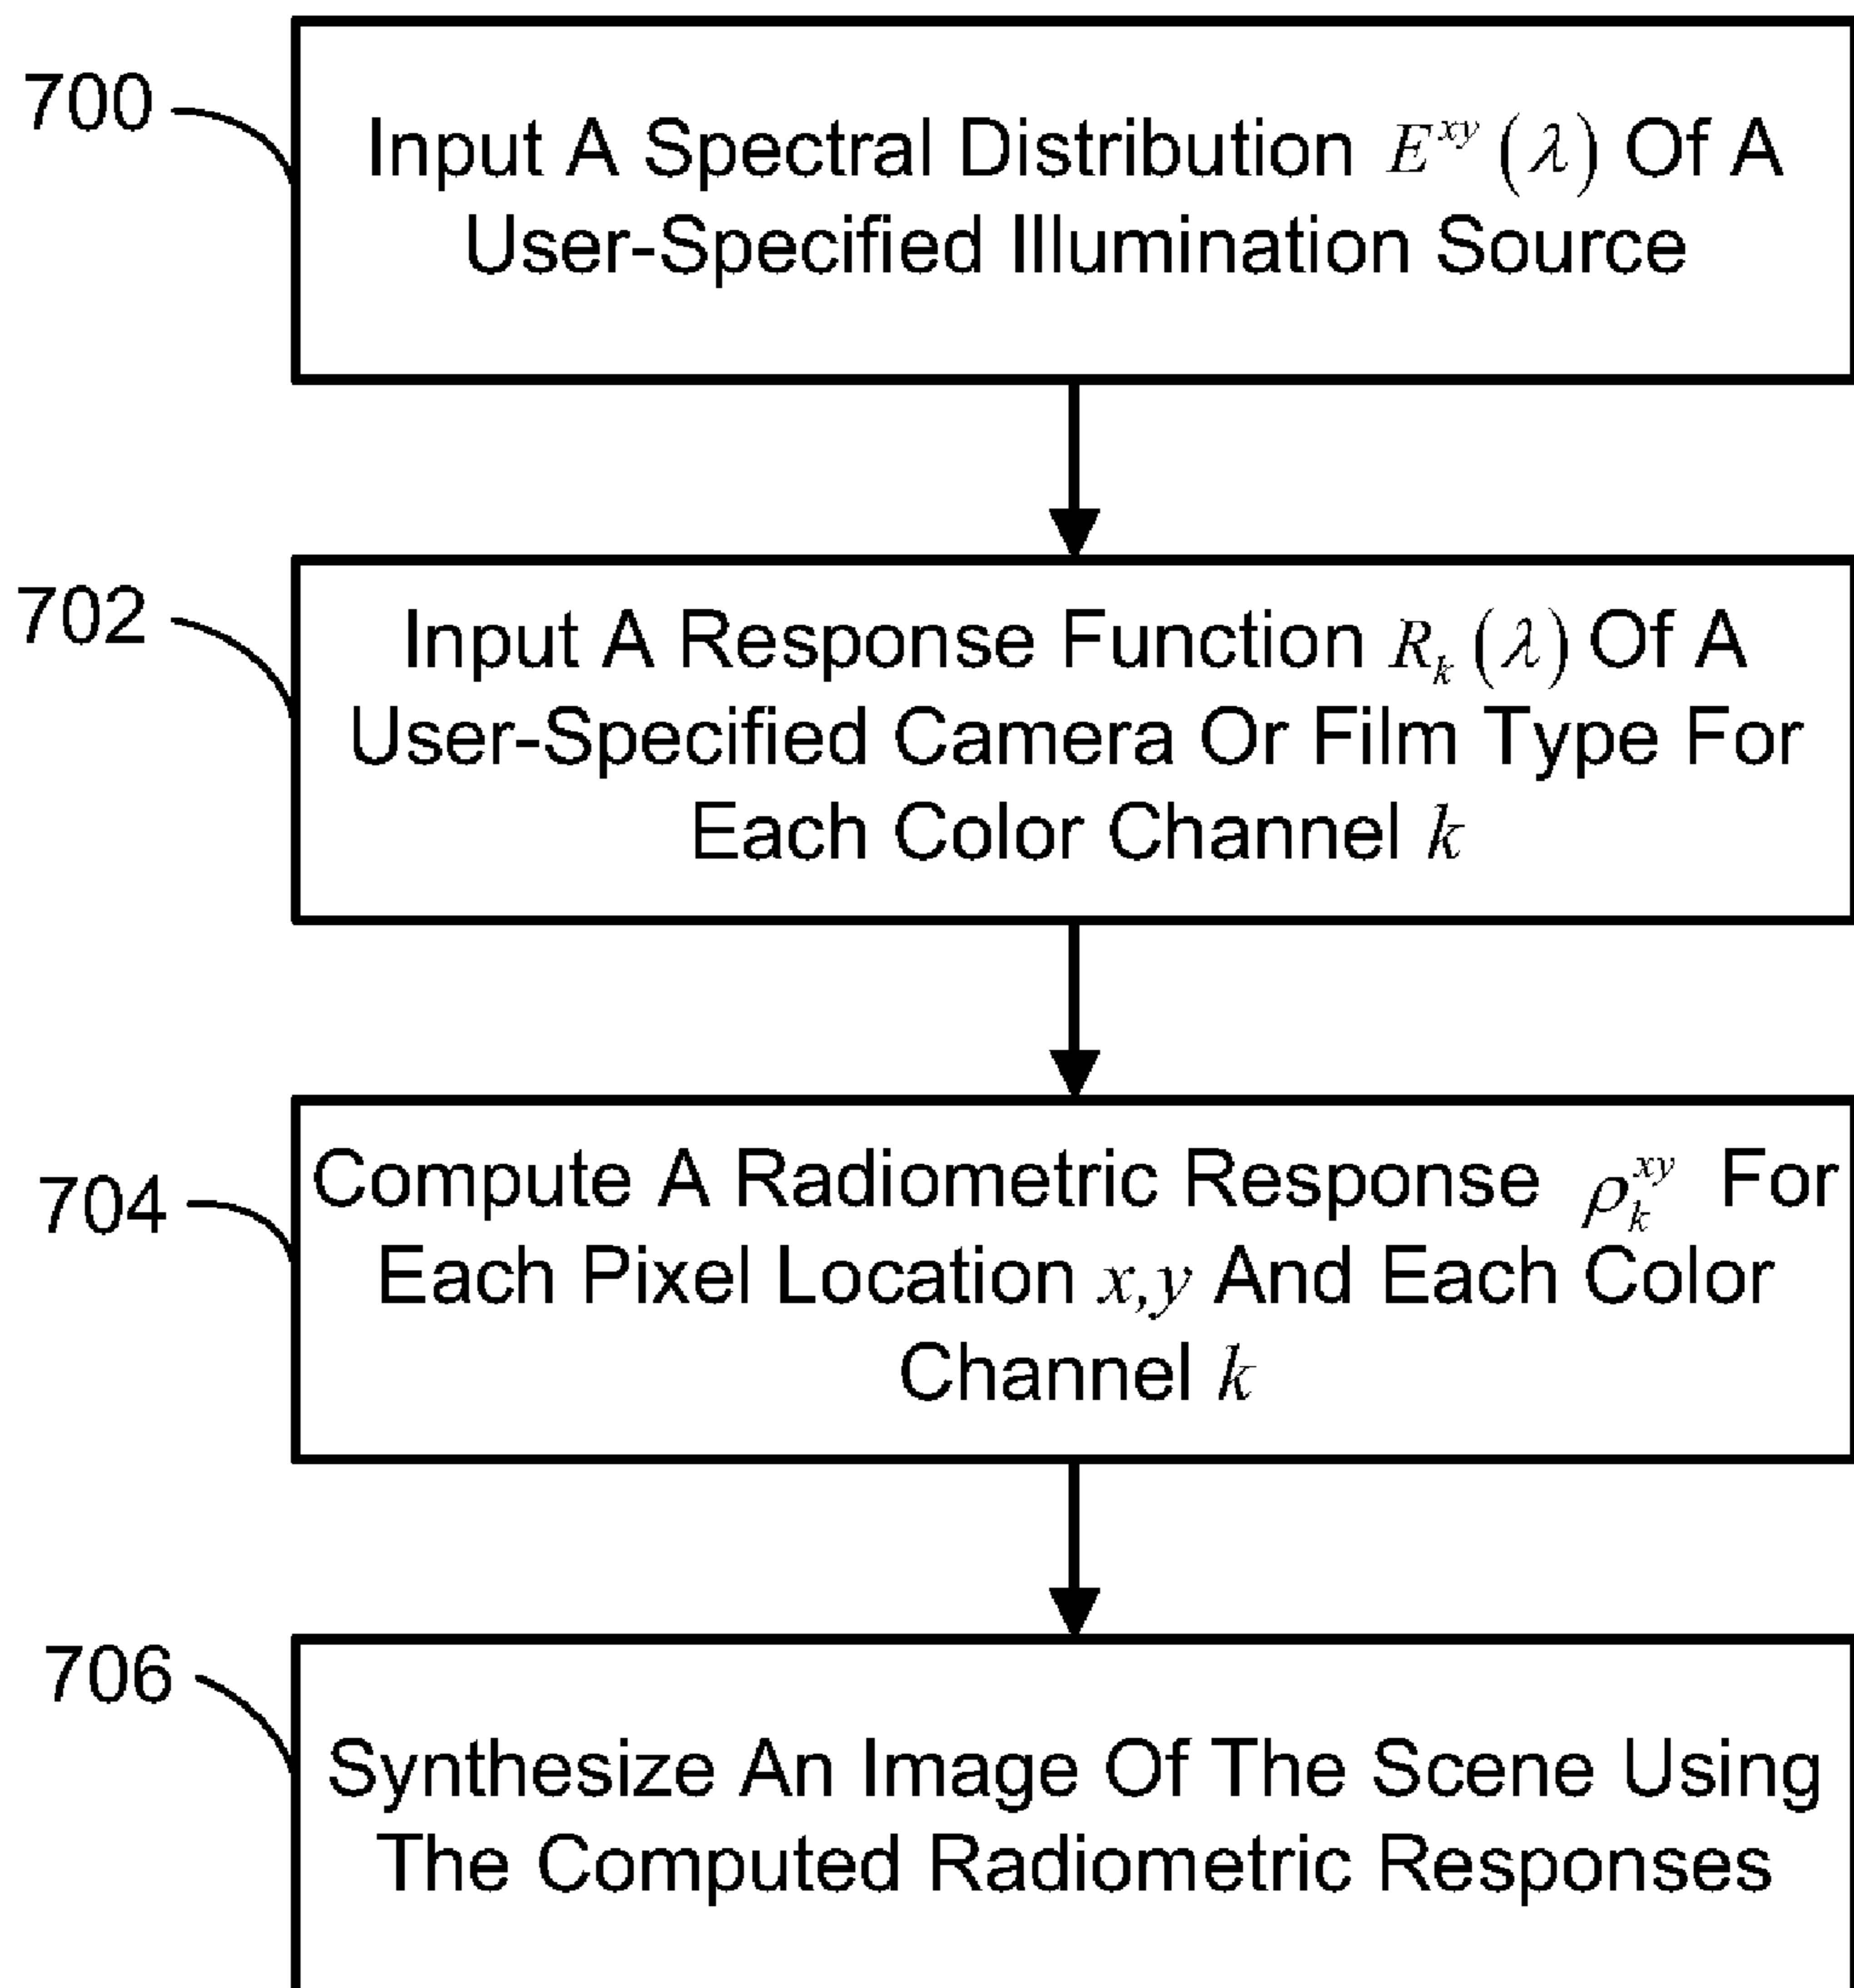 700
Input A Spectral Distribution E^{xy}(λ) Of A
User-Specified Illumination Source
702
Input A Response Function R_k(λ) Of A
User-Specified Camera Or Film Type For
Each Color Channel k
704
Compute A Radiometric Response ρ_k^{xy} For
Each Pixel Location x,y And Each Color
Channel k
706
Synthesize An Image Of The Scene Using
The Computed Radiometric Responses